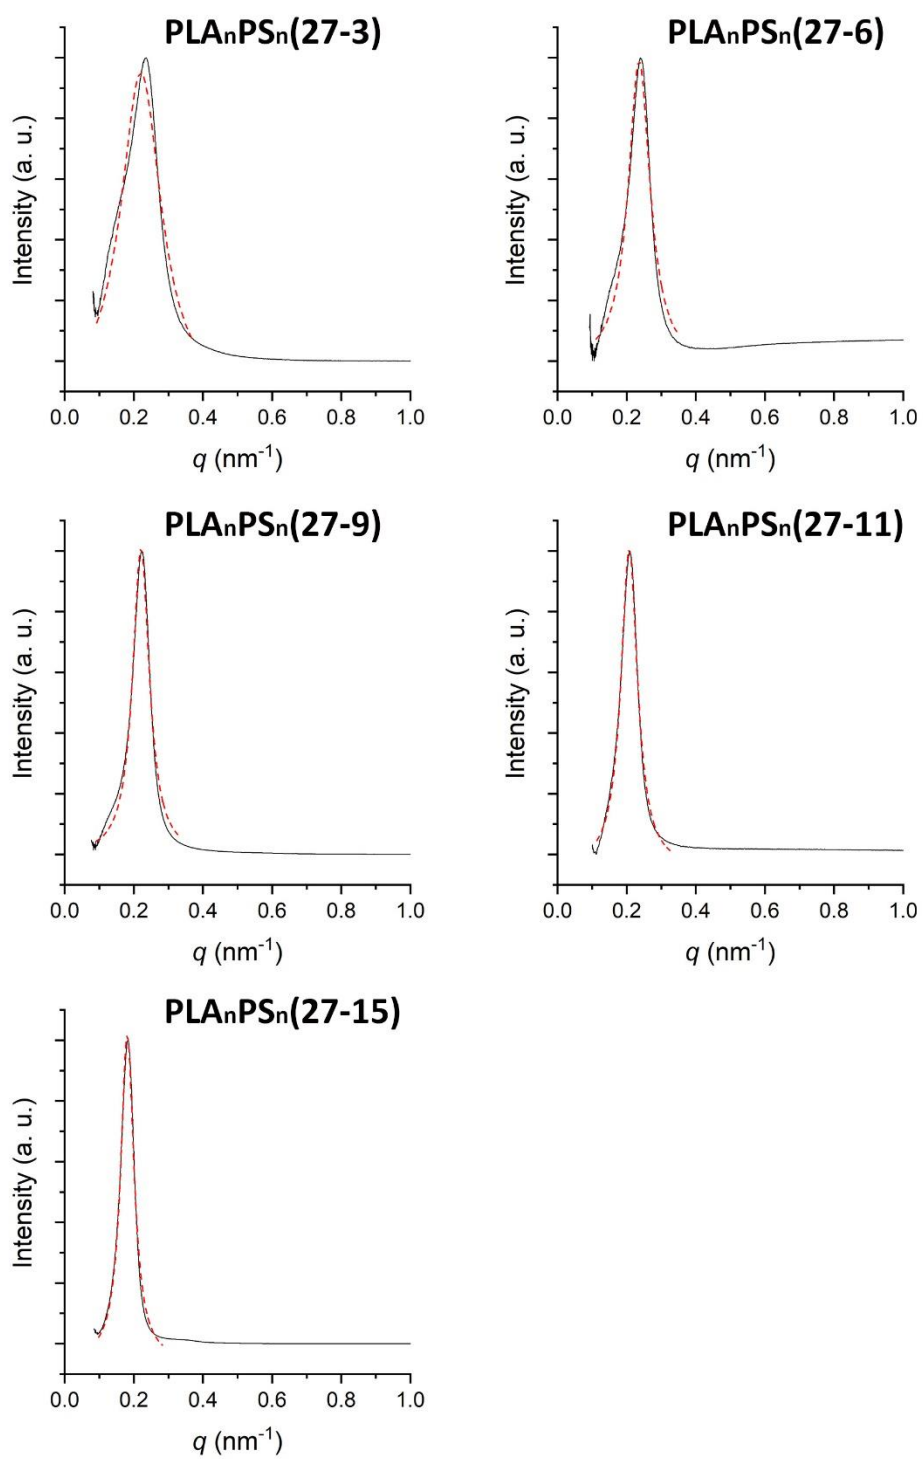 PLAnPSn(27-3)
Intensity (a. u.)
0.0 0.2 0.4 0.6 0.8 1.0
q (nm-1)
PLAnPSn(27-6)
Intensity (a. u.)
0.0 0.2 0.4 0.6 0.8 1.0
q (nm-1)
PLAnPSn(27-9)
Intensity (a. u.)
0.0 0.2 0.4 0.6 0.8 1.0
q (nm-1)
PLAnPSn(27-11)
Intensity (a. u.)
0.0 0.2 0.4 0.6 0.8 1.0
q (nm-1)
PLAnPSn(27-15)
Intensity (a. u.)
0.0 0.2 0.4 0.6 0.8 1.0
q (nm-1)